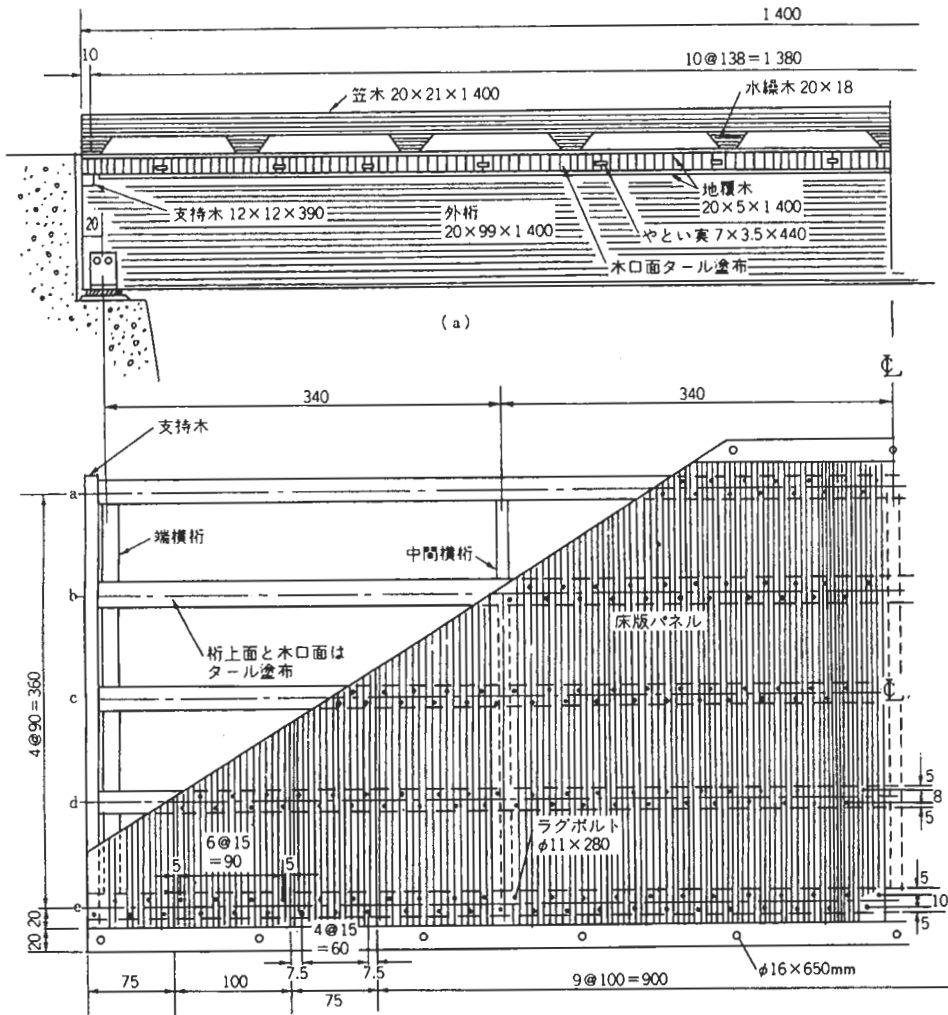 1 400
10
10@138=1 380
笠木 20×21×1 400
水繰木 20×18
支持木 12×12×390
20
外桁
20×99×1 400
地覆木
20×5×1 400
やとい実 7×3.5×440
木口面タール塗布
(a)
℄
340
340
支持木
a
端横桁
中間横桁
b
床版パネル
桁上面と木口面は
タール塗布
c
℄
4@90=360
d
5
8
5
ラグボルト
φ11×280
6@15
=90
5
5
e
5
10
5
20
20
4@15
=60
7.5
7.5
φ16×650mm
75
100
75
9@100=900